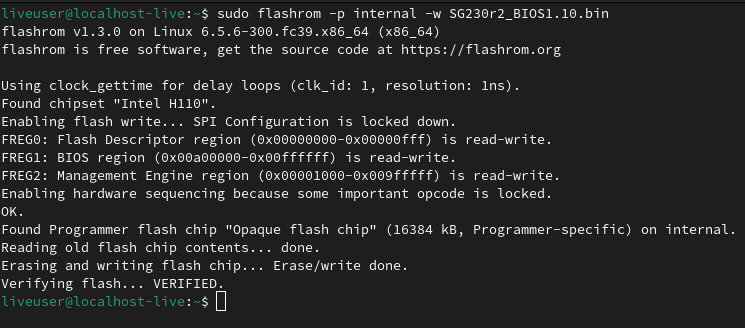 liveuser@localhost-live:~$ sudo flashrom -p internal -w SG230r2_BIOS1.10.bin
flashrom v1.3.0 on Linux 6.5.6-300.fc39.x86_64 (x86_64)
flashrom is free software, get the source code at https://flashrom.org

Using clock_gettime for delay loops (clk_id: 1, resolution: 1ns).
Found chipset "Intel H110".
Enabling flash write... SPI Configuration is locked down.
FREG0: Flash Descriptor region (0x00000000-0x00000fff) is read-write.
FREG1: BIOS region (0x00a00000-0x00ffffff) is read-write.
FREG2: Management Engine region (0x00001000-0x009fffff) is read-write.
Enabling hardware sequencing because some important opcode is locked.
OK.
Found Programmer flash chip "Opaque flash chip" (16384 kB, Programmer-specific) on internal.
Reading old flash chip contents... done.
Erasing and writing flash chip... Erase/write done.
Verifying flash... VERIFIED.
liveuser@localhost-live:~$